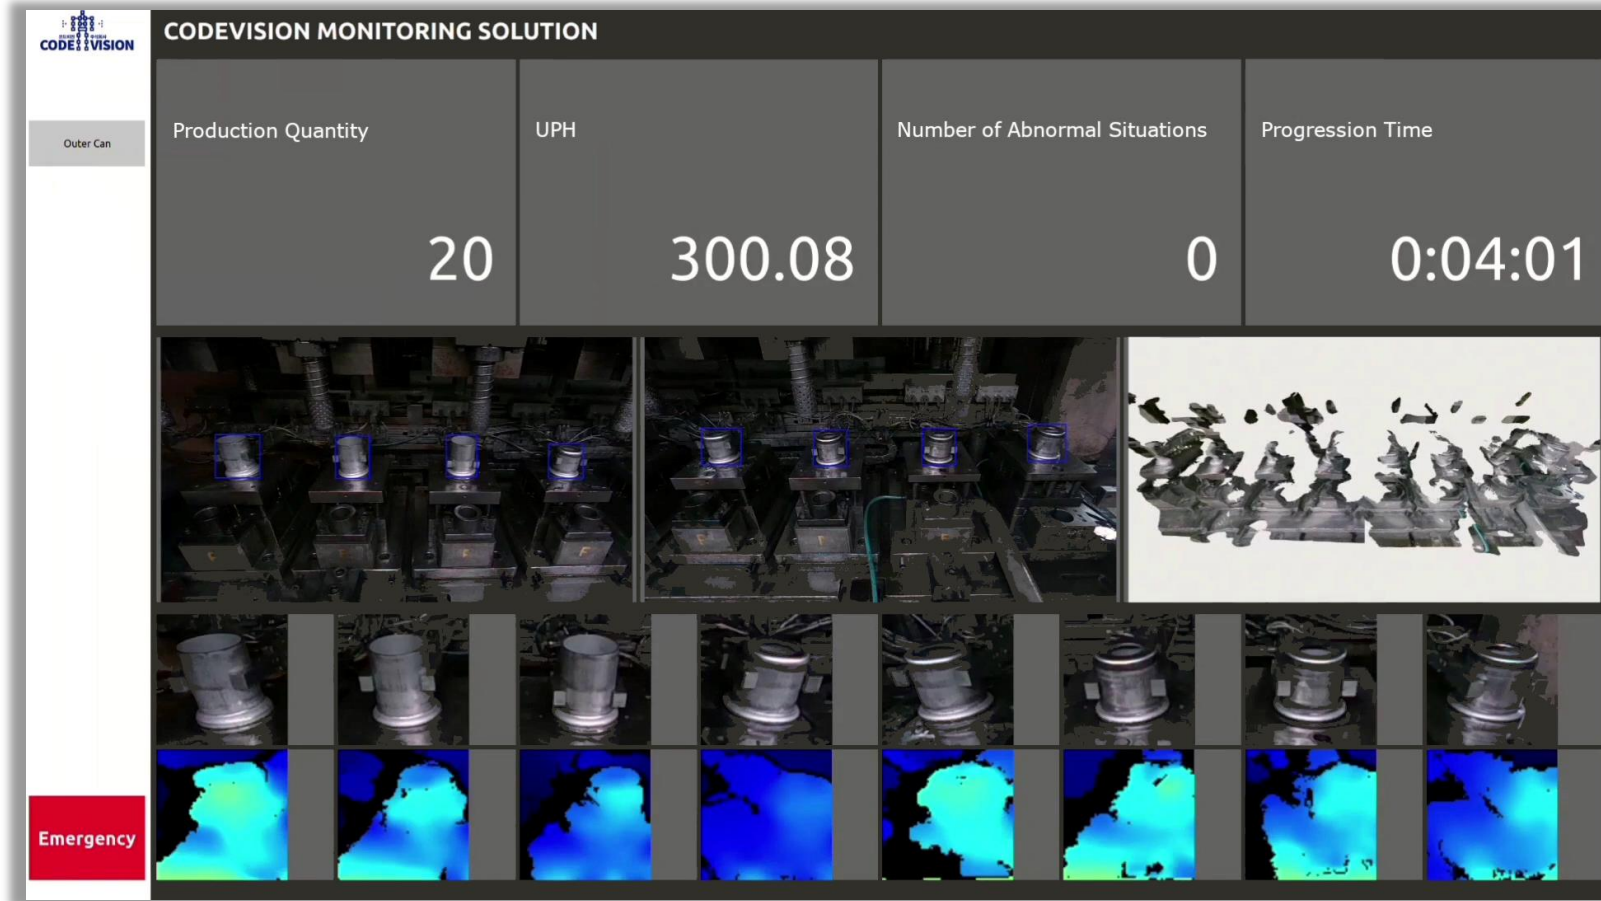 CODE VISION
CODEVISION MONITORING SOLUTION
Outer Can
Production Quantity
20
UPH
300.08
Number of Abnormal Situations
0
Progression Time
0:04:01
Emergency